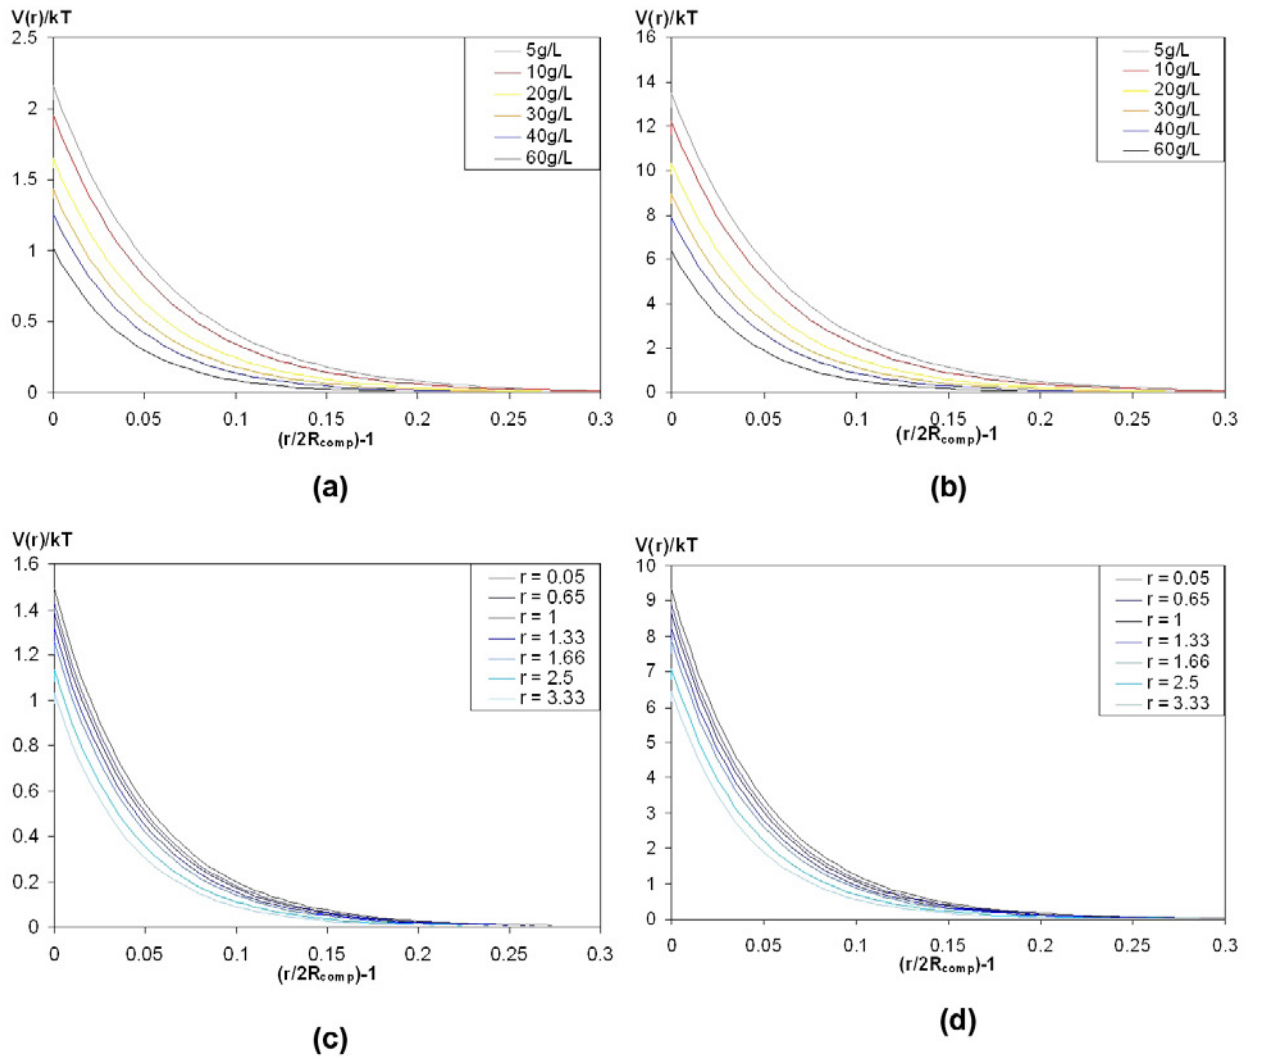 V(r)/kT
2.5
2
1.5
1
0.5
0
0
0.05
0.1
0.15
0.2
0.25
0.3
5g/L
10g/L
20g/L
30g/L
40g/L
60g/L
(r/2Rcomp)-1
(a)
V(r)/kT
16
14
12
10
8
6
4
2
0
0
0.05
0.1
0.15
0.2
0.25
0.3
5g/L
10g/L
20g/L
30g/L
40g/L
60g/L
(r/2Rcomp)-1
(b)
V(r)/kT
1.6
1.4
1.2
1
0.8
0.6
0.4
0.2
0
0
0.05
0.1
0.15
0.2
0.25
0.3
r = 0.05
r = 0.65
r = 1
r = 1.33
r = 1.66
r = 2.5
r = 3.33
(r/2Rcomp)-1
(c)
V(r)/kT
10
9
8
7
6
5
4
3
2
1
0
0
0.05
0.1
0.15
0.2
0.25
0.3
r = 0.05
r = 0.65
r = 1
r = 1.33
r = 1.66
r = 2.5
r = 3.33
(r/2Rcomp)-1
(d)